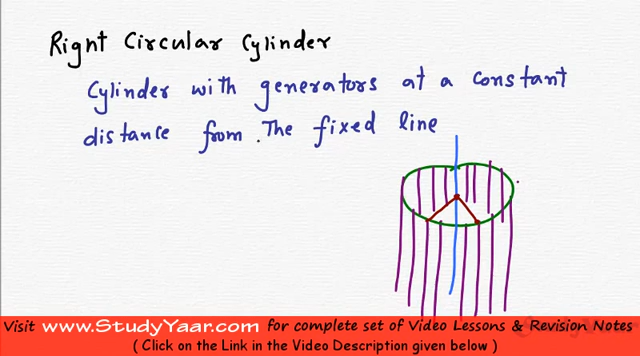 Right Circular Cylinder
Cylinder with generators at a constant
distance from . The fixed line
Visit www.StudyYaar.com for complete set of Video Lessons & Revision Notes
( Click on the Link in the Video Description given below )